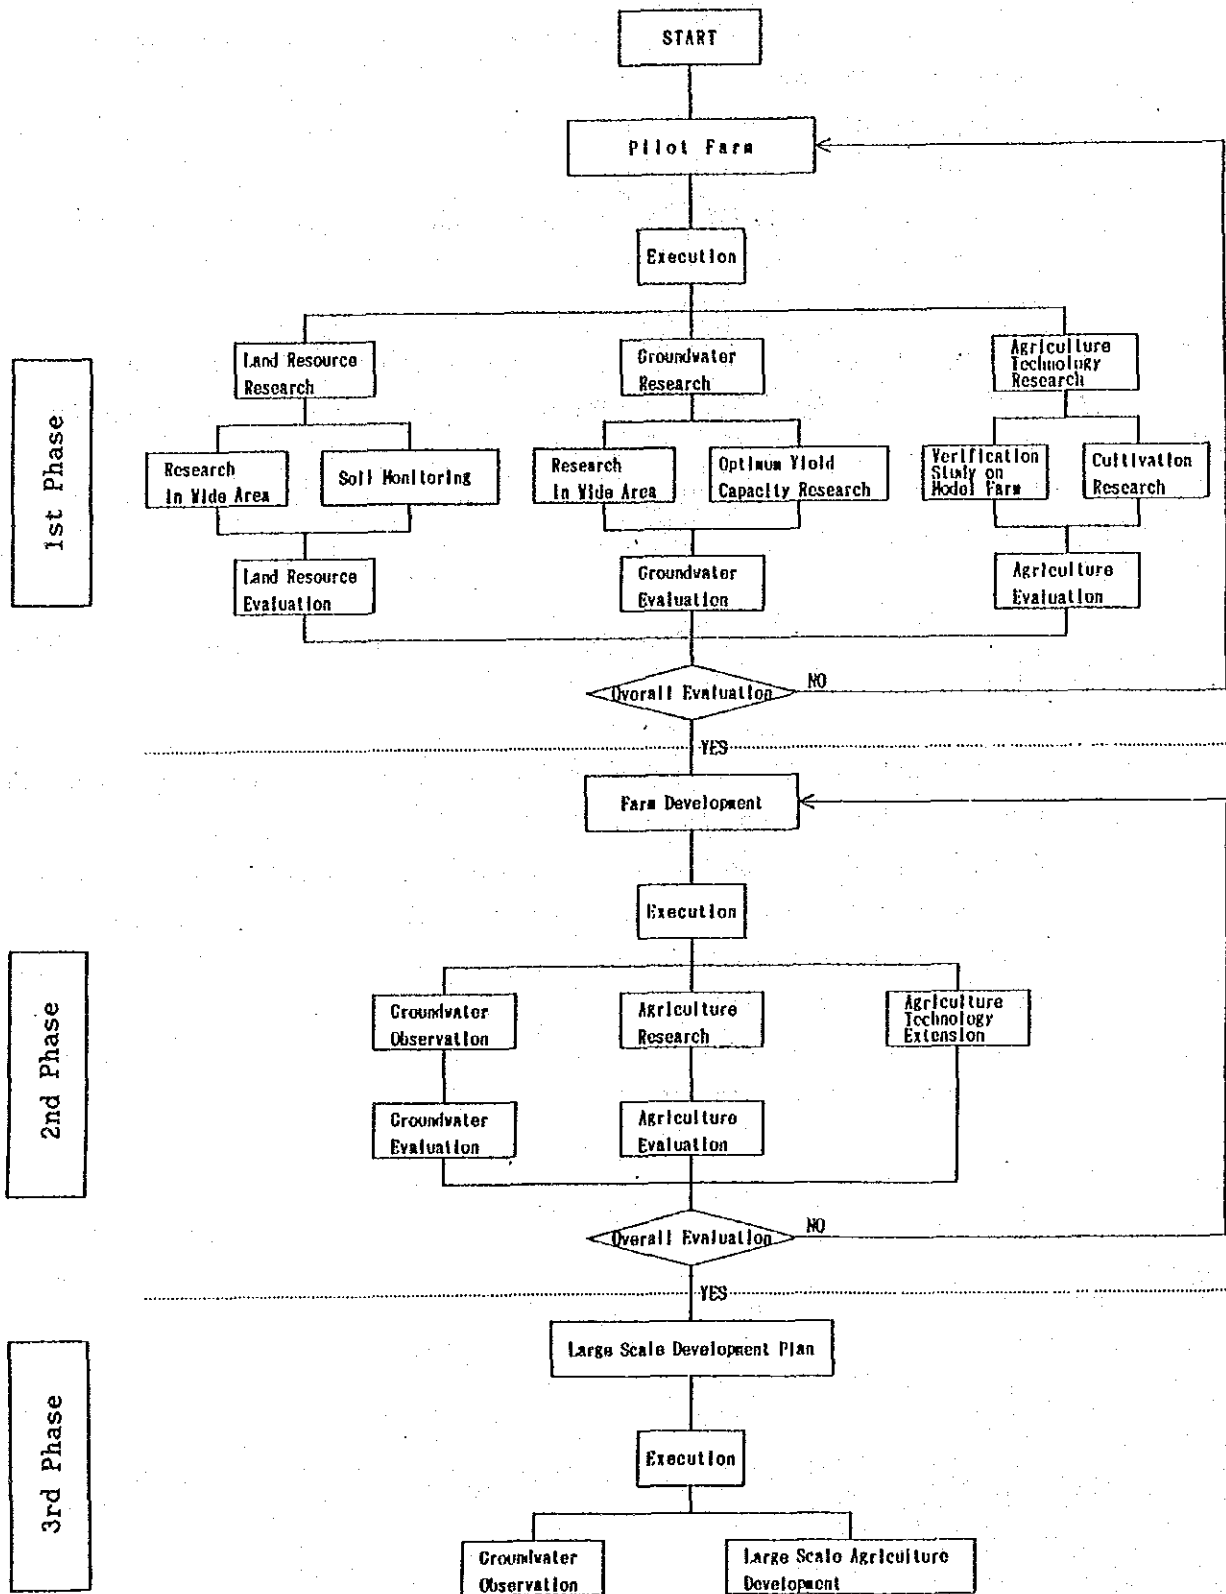 START
Pilot Farm
Execution
1st Phase
Land Resource
Research
Groundwater
Research
Agriculture
Technology
Research
Research
In Wide Area
Soil Monitoring
Research
In Wide Area
Optimum Yield
Capacity Research
Verification
Study on
Model Farm
Cultivation
Research
Land Resource
Evaluation
Groundwater
Evaluation
Agriculture
Evaluation
Overall Evaluation
NO
YES
Farm Development
Execution
2nd Phase
Groundwater
Observation
Agriculture
Research
Agriculture
Technology
Extension
Groundwater
Evaluation
Agriculture
Evaluation
Overall Evaluation
NO
YES
Large Scale Development Plan
3rd Phase
Execution
Groundwater
Observation
Large Scale Agriculture
Development